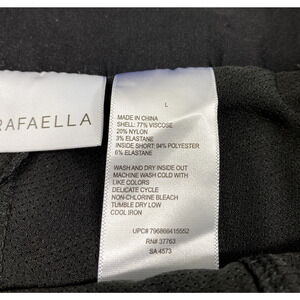 RAFAELLA
L
MADE IN CHINA
SHELL: 77% VISCOSE
20% NYLON
3% ELASTANE
INSIDE SHORT: 94% POLYESTER
6% ELASTANE
WASH AND DRY INSIDE OUT
MACHINE WASH COLD WITH
LIKE COLORS
DELICATE CYCLE
NON-CHLORINE BLEACH
TUMBLE DRY LOW
COOL IRON
UPC# 796866415552
RN# 37763
SA 4573